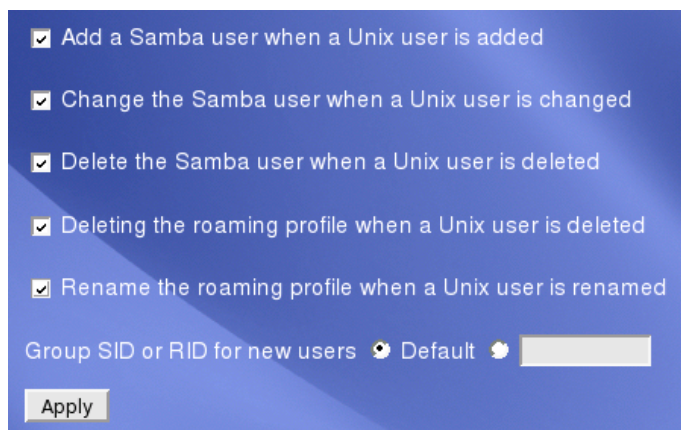 Add a Samba user when a Unix user is added
Change the Samba user when a Unix user is changed
Delete the Samba user when a Unix user is deleted
Deleting the roaming profile when a Unix user is deleted
Rename the roaming profile when a Unix user is renamed
Group SID or RID for new users Default
Apply